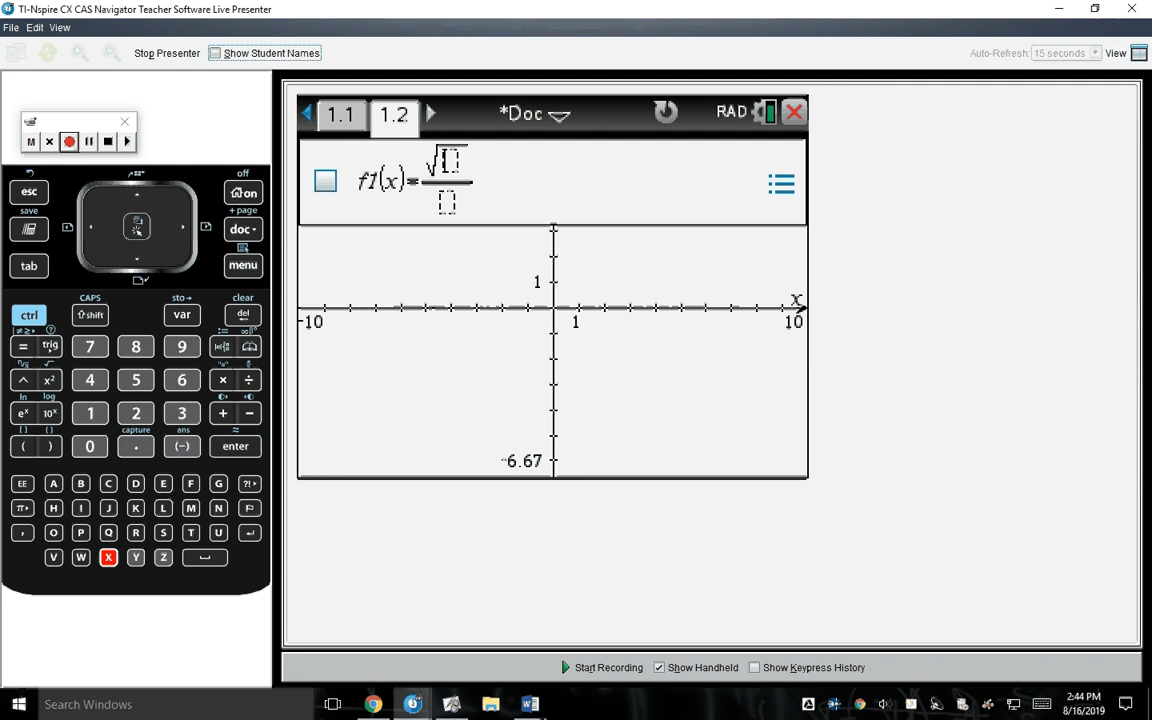 TI-Nspire CX CAS Navigator Teacher Software Live Presenter
File Edit View
Stop Presenter Show Student Names Auto-Refresh: 15 seconds View
1.1 1.2 *Doc RAD
f1(x)=√
1
x
-10 1 10
-6.67
M
off
esc on
save + page
doc
tab menu
CAPS sto→ clear
ctrl shift var del
= trig 7 8 9
^ x² 4 5 6 × ÷
ln log
eˣ 10ˣ 1 2 3 + −
[ ] { } capture ans ≈
( ) 0 . (−) enter
EE A B C D E F G ?!
π H I J K L M N
, O P Q R S T U
V W X Y Z
Start Recording Show Handheld Show Keypress History
Search Windows
2:44 PM
8/16/2019